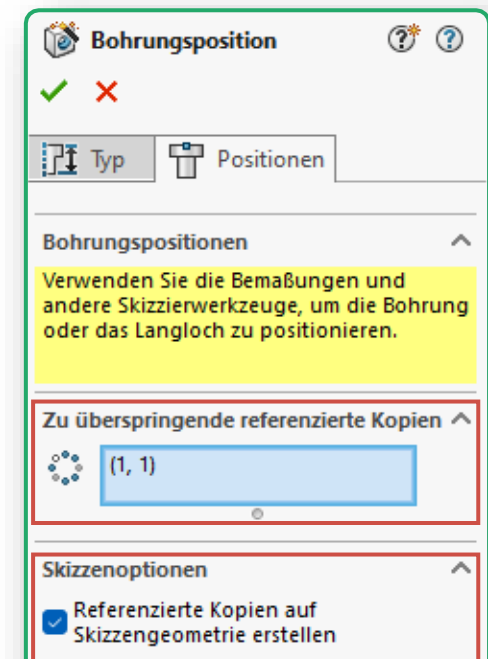 Bohrungsposition
Typ
Positionen
Bohrungspositionen
Verwenden Sie die Bemaßungen und
andere Skizzierwerkzeuge, um die Bohrung
oder das Langloch zu positionieren.
Zu überspringende referenzierte Kopien
(1, 1)
Skizzenoptionen
Referenzierte Kopien auf
Skizzengeometrie erstellen